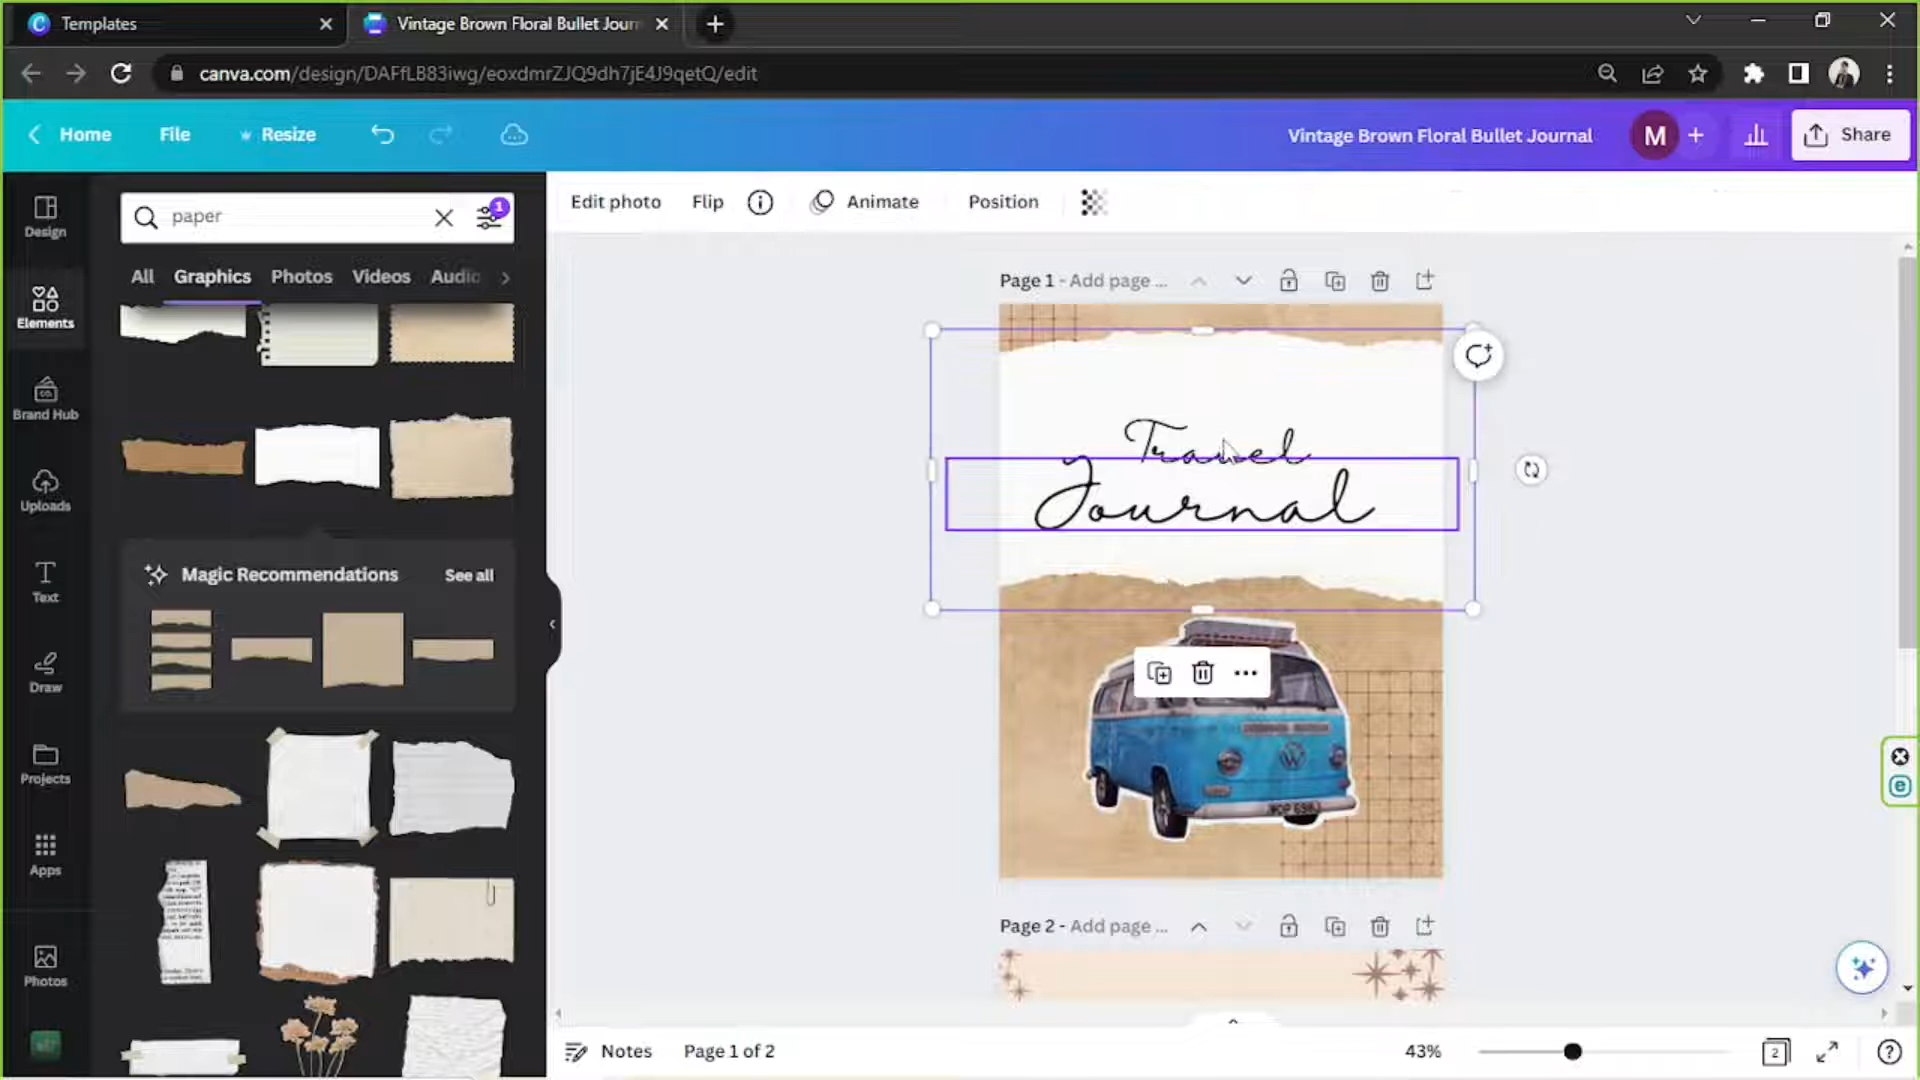 Templates
Vintage Brown Floral Bullet Jour
canva.com/design/DAFfLB83iwg/eoxdmrZJQ9dh7jE4J9qetQ/edit
Home
File
Resize
Vintage Brown Floral Bullet Journal
M
Share
Design
Elements
Brand Hub
Uploads
Text
Draw
Projects
Apps
Photos
paper
1
All
Graphics
Photos
Videos
Audio
Magic Recommendations
See all
Edit photo
Flip
Animate
Position
Page 1 - Add page ...
Travel
Journal
Page 2 - Add page ...
Notes
Page 1 of 2
43%
2